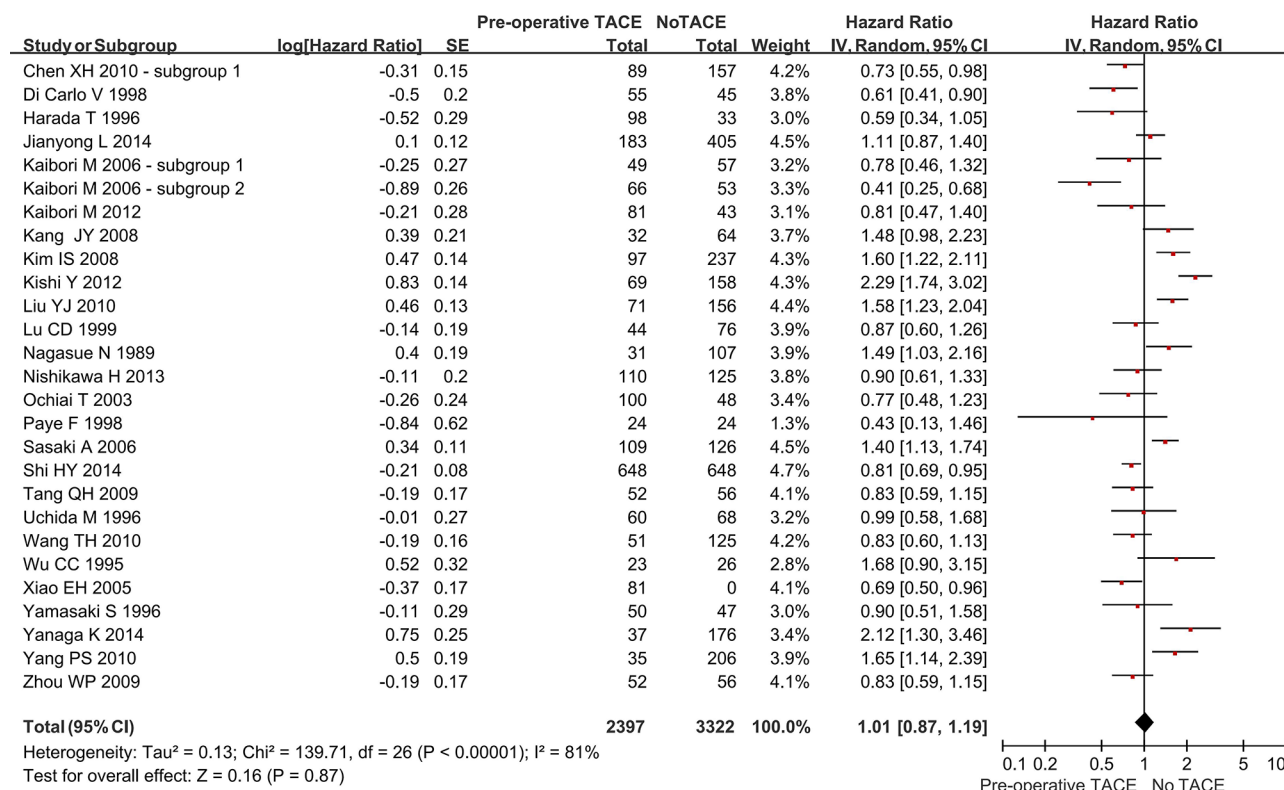 Pre-operative TACE NoTACE Hazard Ratio Hazard Ratio
Study or Subgroup log[Hazard Ratio] SE Total Total Weight IV, Random, 95% CI IV, Random, 95% CI
Chen XH 2010 - subgroup 1 -0.31 0.15 89 157 4.2% 0.73 [0.55, 0.98]
Di Carlo V 1998 -0.5 0.2 55 45 3.8% 0.61 [0.41, 0.90]
Harada T 1996 -0.52 0.29 98 33 3.0% 0.59 [0.34, 1.05]
Jianyong L 2014 0.1 0.12 183 405 4.5% 1.11 [0.87, 1.40]
Kaibori M 2006 - subgroup 1 -0.25 0.27 49 57 3.2% 0.78 [0.46, 1.32]
Kaibori M 2006 - subgroup 2 -0.89 0.26 66 53 3.3% 0.41 [0.25, 0.68]
Kaibori M 2012 -0.21 0.28 81 43 3.1% 0.81 [0.47, 1.40]
Kang JY 2008 0.39 0.21 32 64 3.7% 1.48 [0.98, 2.23]
Kim IS 2008 0.47 0.14 97 237 4.3% 1.60 [1.22, 2.11]
Kishi Y 2012 0.83 0.14 69 158 4.3% 2.29 [1.74, 3.02]
Liu YJ 2010 0.46 0.13 71 156 4.4% 1.58 [1.23, 2.04]
Lu CD 1999 -0.14 0.19 44 76 3.9% 0.87 [0.60, 1.26]
Nagasue N 1989 0.4 0.19 31 107 3.9% 1.49 [1.03, 2.16]
Nishikawa H 2013 -0.11 0.2 110 125 3.8% 0.90 [0.61, 1.33]
Ochiai T 2003 -0.26 0.24 100 48 3.4% 0.77 [0.48, 1.23]
Paye F 1998 -0.84 0.62 24 24 1.3% 0.43 [0.13, 1.46]
Sasaki A 2006 0.34 0.11 109 126 4.5% 1.40 [1.13, 1.74]
Shi HY 2014 -0.21 0.08 648 648 4.7% 0.81 [0.69, 0.95]
Tang QH 2009 -0.19 0.17 52 56 4.1% 0.83 [0.59, 1.15]
Uchida M 1996 -0.01 0.27 60 68 3.2% 0.99 [0.58, 1.68]
Wang TH 2010 -0.19 0.16 51 125 4.2% 0.83 [0.60, 1.13]
Wu CC 1995 0.52 0.32 23 26 2.8% 1.68 [0.90, 3.15]
Xiao EH 2005 -0.37 0.17 81 0 4.1% 0.69 [0.50, 0.96]
Yamasaki S 1996 -0.11 0.29 50 47 3.0% 0.90 [0.51, 1.58]
Yanaga K 2014 0.75 0.25 37 176 3.4% 2.12 [1.30, 3.46]
Yang PS 2010 0.5 0.19 35 206 3.9% 1.65 [1.14, 2.39]
Zhou WP 2009 -0.19 0.17 52 56 4.1% 0.83 [0.59, 1.15]
Total (95% CI) 2397 3322 100.0% 1.01 [0.87, 1.19]
Heterogeneity: Tau² = 0.13; Chi² = 139.71, df = 26 (P < 0.00001); I² = 81%
Test for overall effect: Z = 0.16 (P = 0.87)
0.1 0.2 0.5 1 2 5 10
Pre-operative TACE No TACE